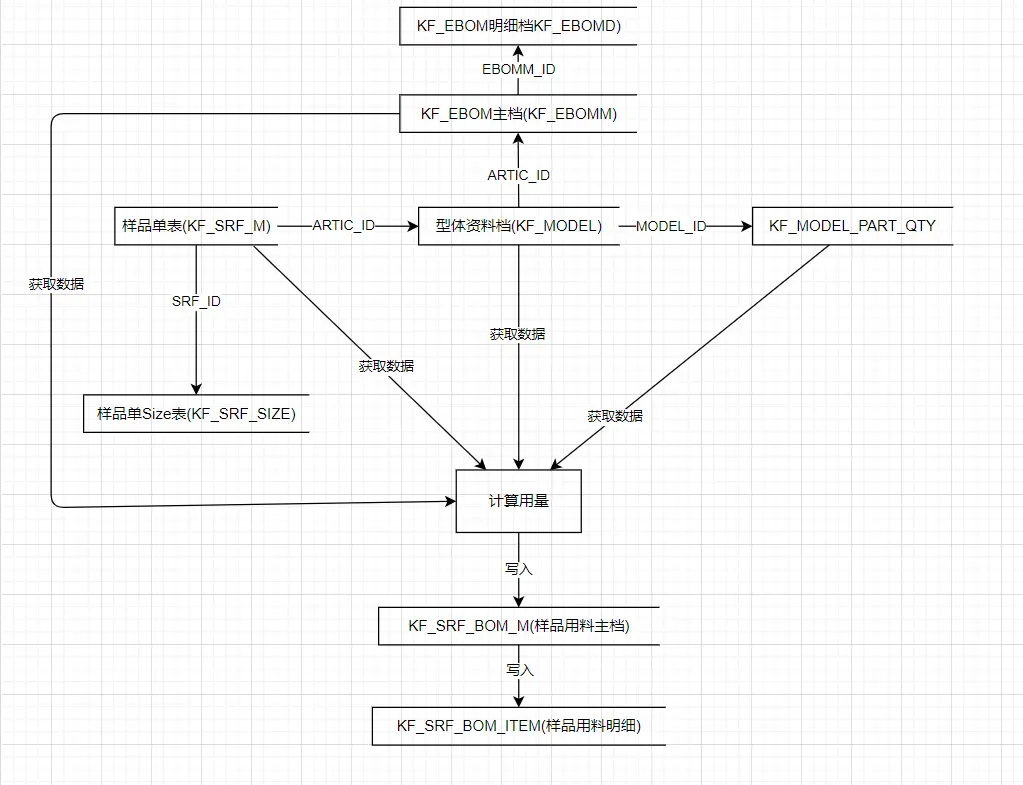 KF_EBOM明细档KF_EBOMD)
EBOMM_ID
KF_EBOM主档(KF_EBOMM)
ARTIC_ID
样品单表(KF_SRF_M)
ARTIC_ID
型体资料档(KF_MODEL)
MODEL_ID
KF_MODEL_PART_QTY
获取数据
SRF_ID
获取数据
获取数据
样品单Size表(KF_SRF_SIZE)
获取数据
计算用量
写入
KF_SRF_BOM_M(样品用料主档)
写入
KF_SRF_BOM_ITEM(样品用料明细)